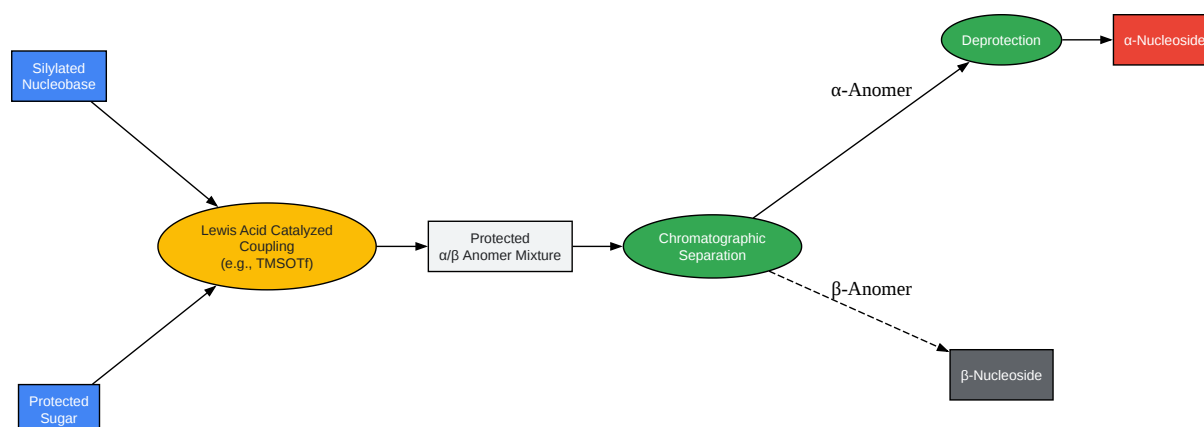 Silylated
Nucleobase
Protected
Sugar
Lewis Acid Catalyzed
Coupling
(e.g., TMSOTf)
Protected
α/β Anomer Mixture
Chromatographic
Separation
α-Anomer
Deprotection
α-Nucleoside
β-Anomer
β-Nucleoside